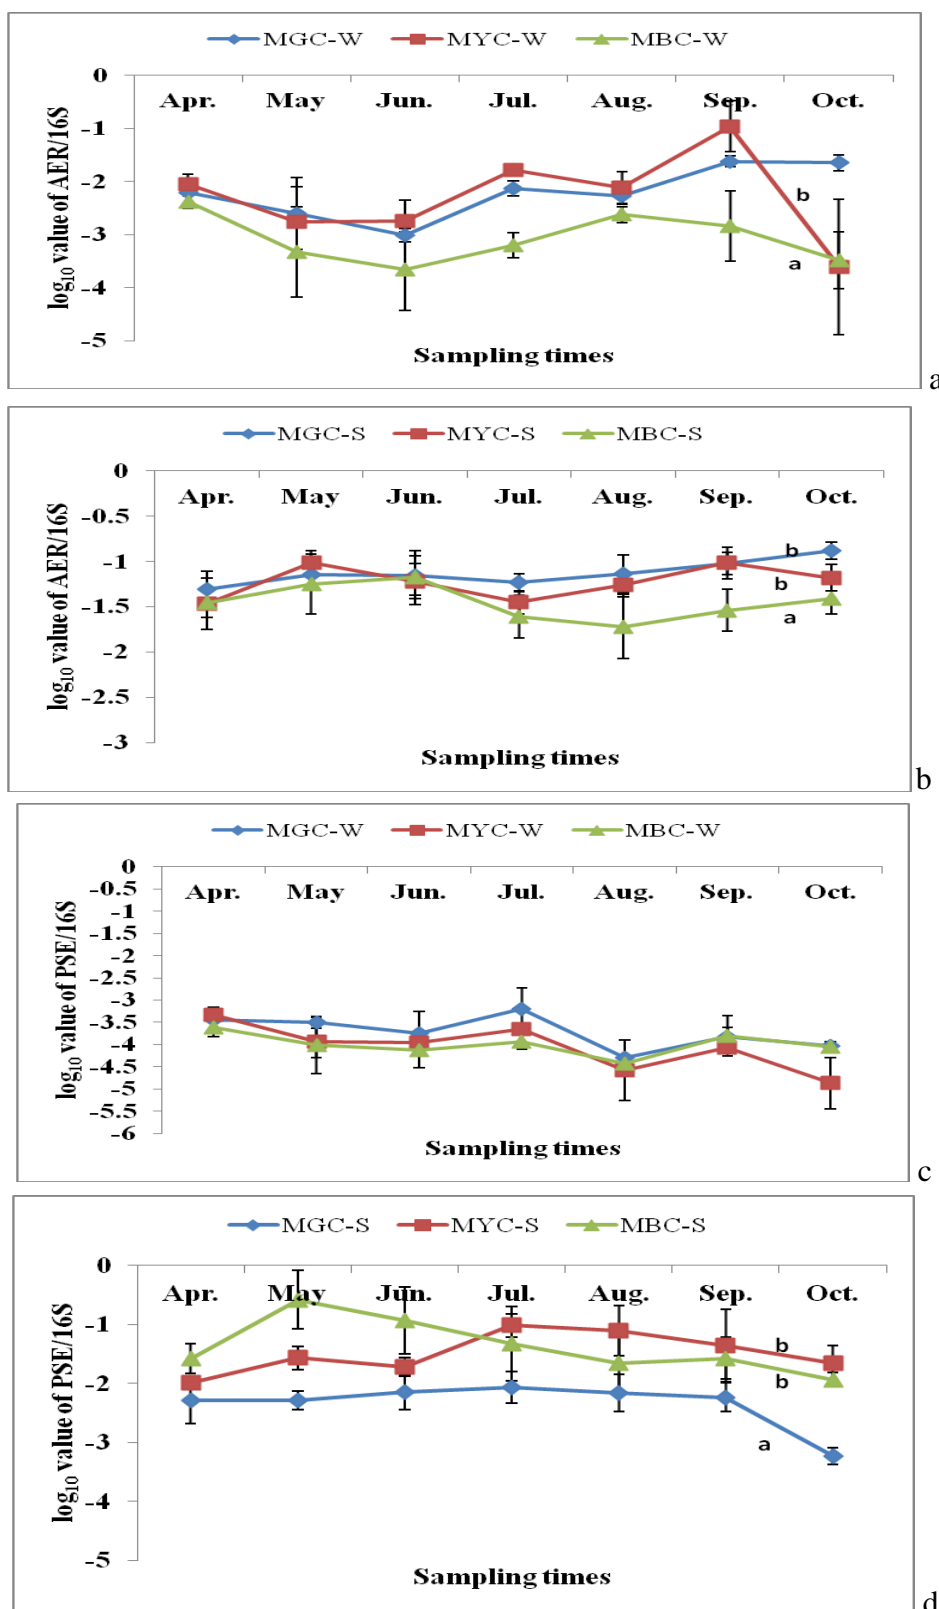 MGC-W MYC-W MBC-W
0
Apr. May Jun. Jul. Aug. Sep. Oct.
-1
-2
-3
-4
-5
log10 value of AER/16S
b
a
Sampling times
a
MGC-S MYC-S MBC-S
0
Apr. May Jun. Jul. Aug. Sep. Oct.
-0.5
-1
-1.5
-2
-2.5
-3
log10 value of AER/16S
b
b
a
Sampling times
b
MGC-W MYC-W MBC-W
0
Apr. May Jun. Jul. Aug. Sep. Oct.
-0.5
-1
-1.5
-2
-2.5
-3
-3.5
-4
-4.5
-5
-5.5
-6
log10 value of PSE/16S
Sampling times
c
MGC-S MYC-S MBC-S
0
Apr. May Jun. Jul. Aug. Sep. Oct.
-1
-2
-3
-4
-5
log10 value of PSE/16S
b
b
a
Sampling times
d